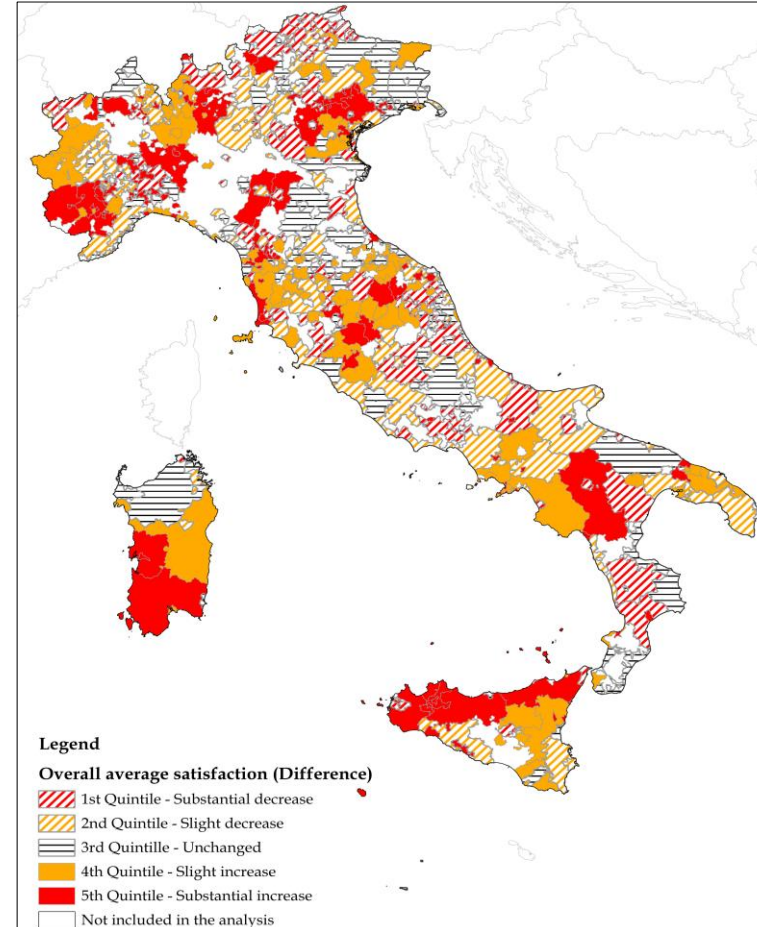 Legend
Overall average satisfaction (Difference)
1st Quintile - Substantial decrease
2nd Quintile - Slight decrease
3rd Quintille - Unchanged
4th Quintile - Slight increase
5th Quintile - Substantial increase
Not included in the analysis